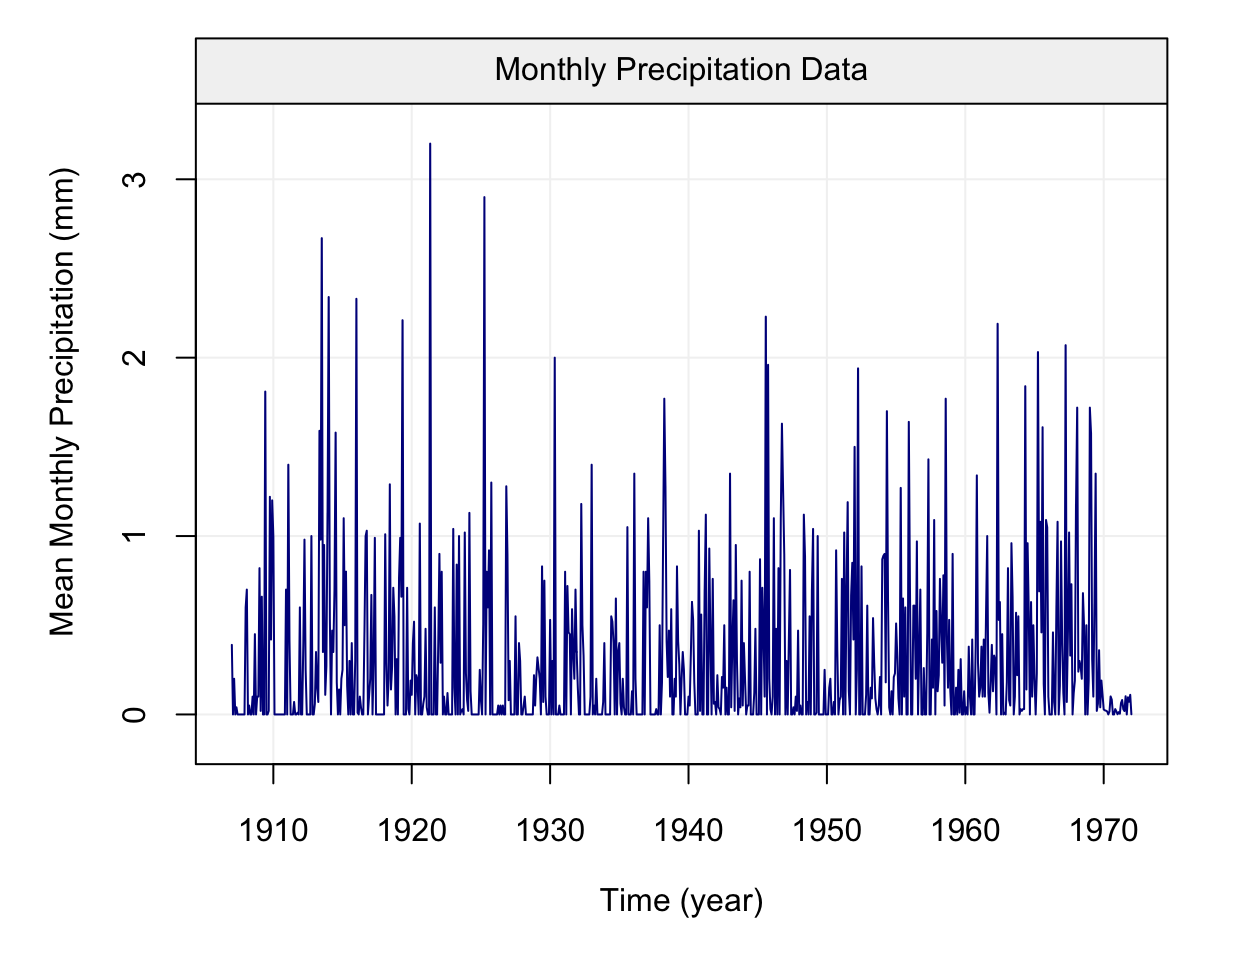 Monthly Precipitation Data
Mean Monthly Precipitation (mm)
3
2
1
0
1910 1920 1930 1940 1950 1960 1970
Time (year)